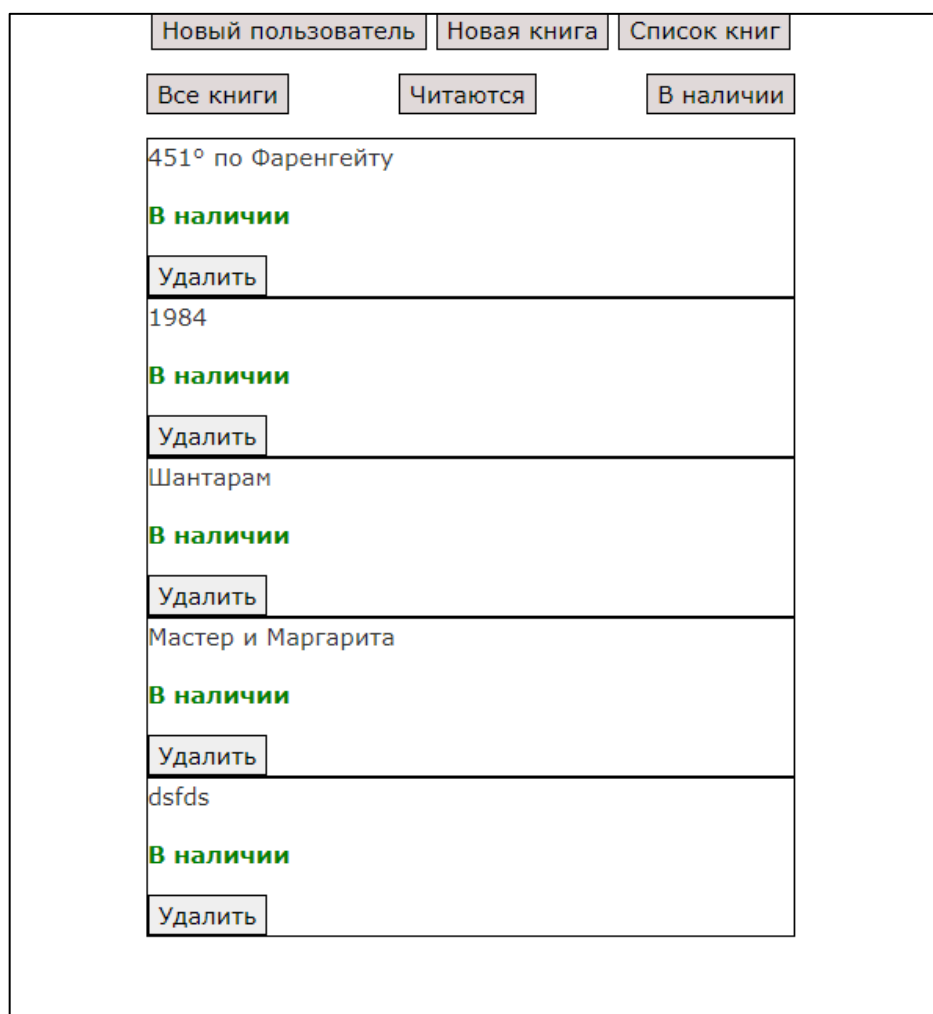 Новый пользователь Новая книга Список книг
Все книги Читаются В наличии
451º по Фаренгейту
В наличии
Удалить
1984
В наличии
Удалить
Шантарам
В наличии
Удалить
Мастер и Маргарита
В наличии
Удалить
dsfds
В наличии
Удалить